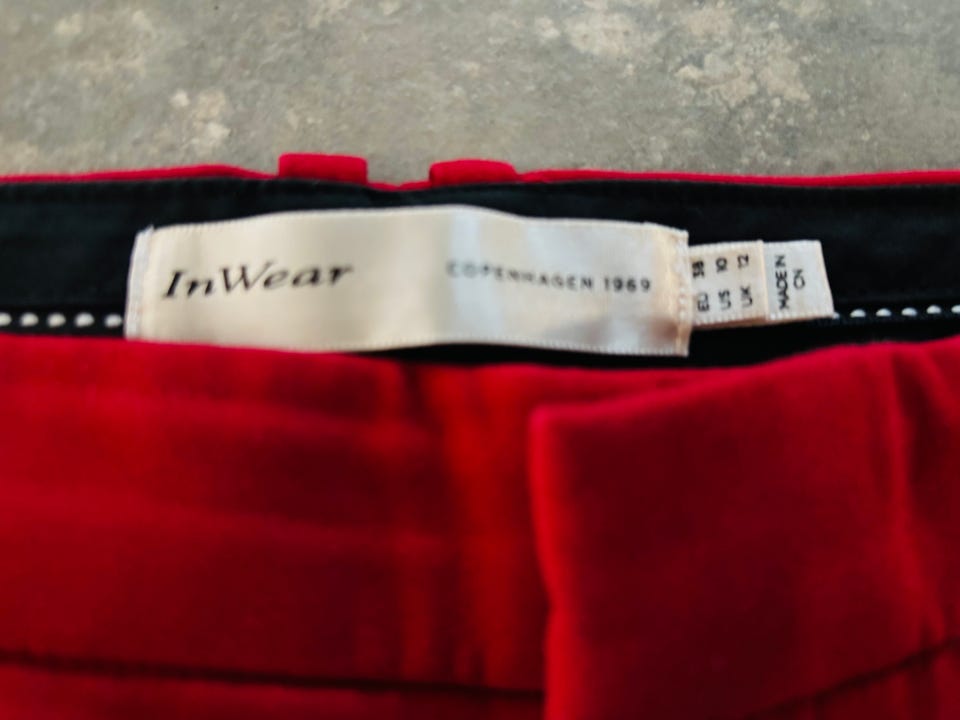 InWear
COPENHAGEN 1969
EU 38
US 10
UK 12
MADE IN
CN